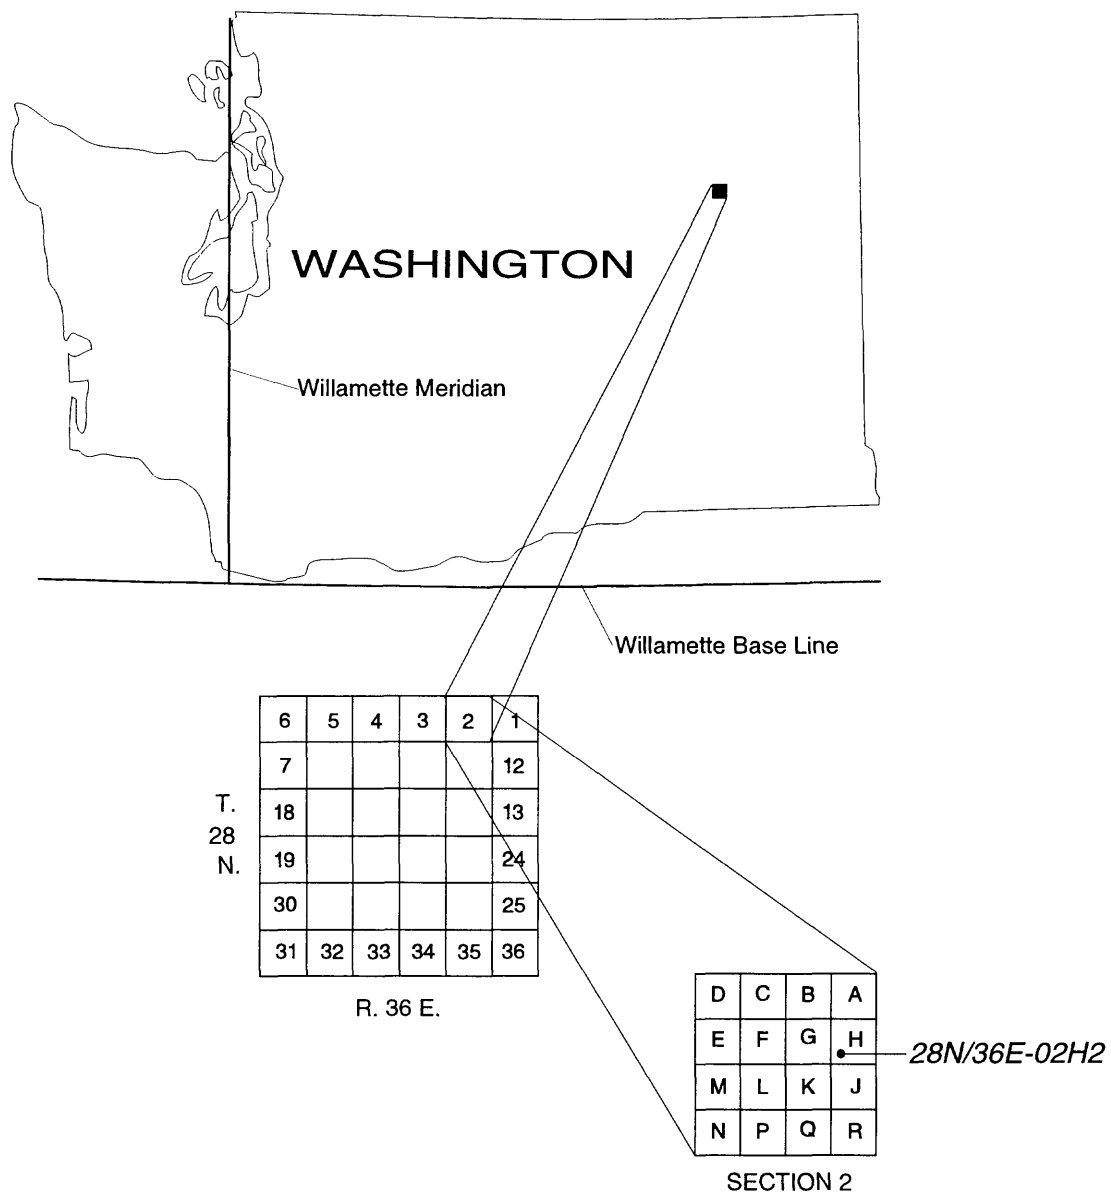 WASHINGTON
Willamette Meridian
Willamette Base Line
6 5 4 3 2 1
7 12
T.
18 13
28
N.
19 24
30 25
31 32 33 34 35 36
R. 36 E.
D C B A
E F G H
28N/36E-02H2
M L K J
N P Q R
SECTION 2